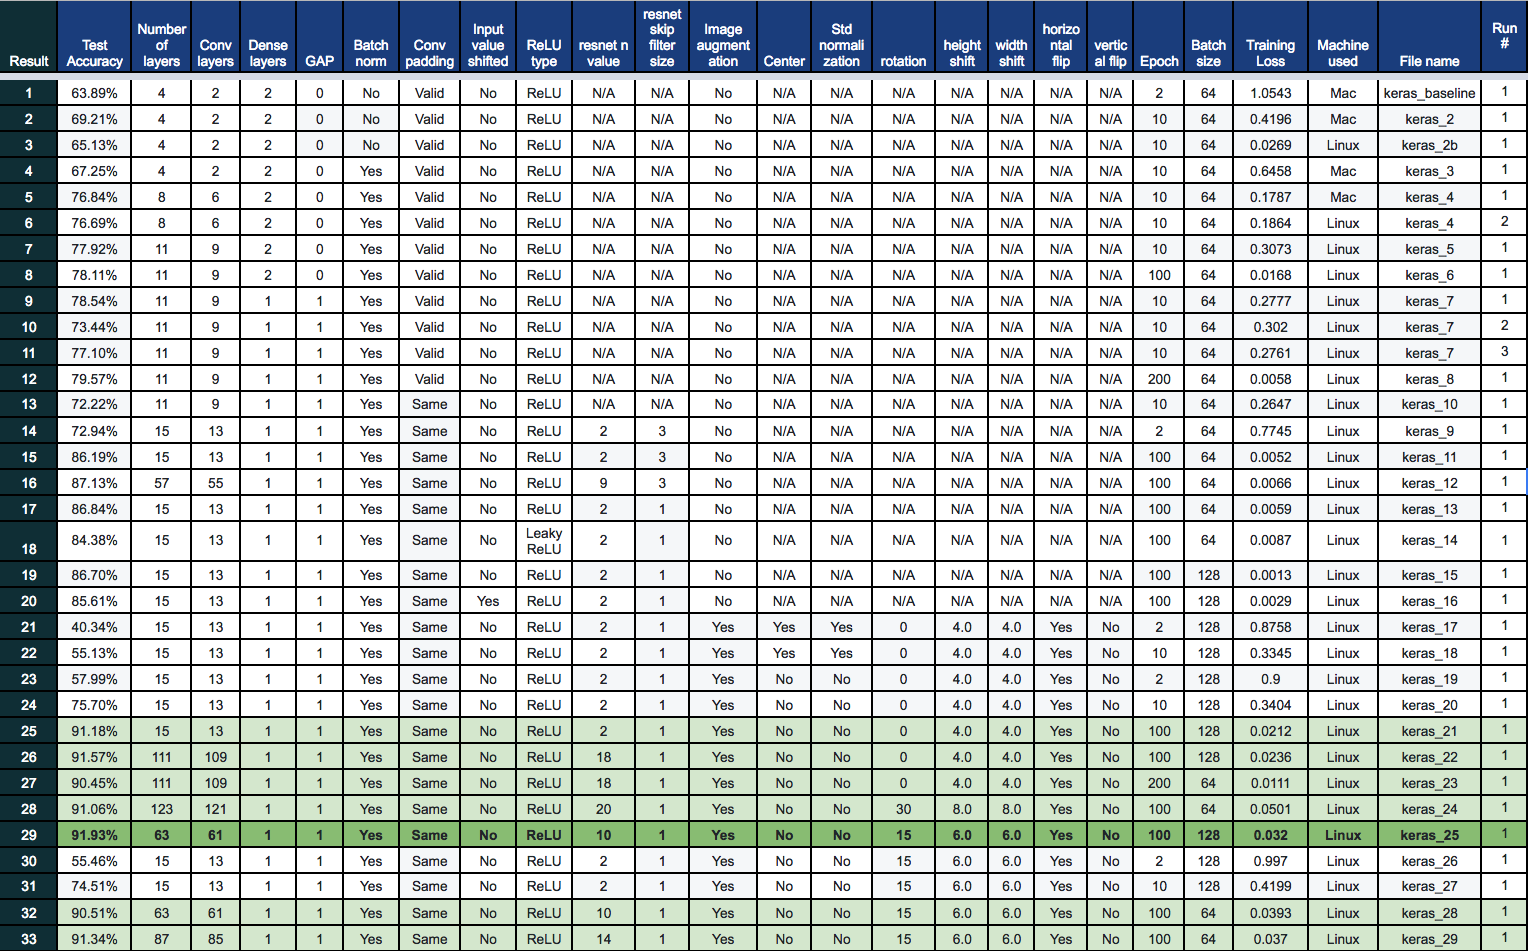 Result Test Accuracy Number of layers Conv layers Dense layers GAP Batch norm Conv padding Input value shifted ReLU type resnet n value resnet skip filter size Image augment ation Center Std normali zation rotation height shift width shift horizo ntal flip vertic al flip Epoch Batch size Training Loss Machine used File name Run #
1 63.89% 4 2 2 0 No Valid No ReLU N/A N/A No N/A N/A N/A N/A N/A N/A N/A 2 64 1.0543 Mac keras_baseline 1
2 69.21% 4 2 2 0 No Valid No ReLU N/A N/A No N/A N/A N/A N/A N/A N/A N/A 10 64 0.4196 Mac keras_2 1
3 65.13% 4 2 2 0 No Valid No ReLU N/A N/A No N/A N/A N/A N/A N/A N/A N/A 10 64 0.0269 Linux keras_2b 1
4 67.25% 4 2 2 0 Yes Valid No ReLU N/A N/A No N/A N/A N/A N/A N/A N/A N/A 10 64 0.6458 Mac keras_3 1
5 76.84% 8 6 2 0 Yes Valid No ReLU N/A N/A No N/A N/A N/A N/A N/A N/A N/A 10 64 0.1787 Mac keras_4 1
6 76.69% 8 6 2 0 Yes Valid No ReLU N/A N/A No N/A N/A N/A N/A N/A N/A N/A 10 64 0.1864 Linux keras_4 2
7 77.92% 11 9 2 0 Yes Valid No ReLU N/A N/A No N/A N/A N/A N/A N/A N/A N/A 10 64 0.3073 Linux keras_5 1
8 78.11% 11 9 2 0 Yes Valid No ReLU N/A N/A No N/A N/A N/A N/A N/A N/A N/A 100 64 0.0168 Linux keras_6 1
9 78.54% 11 9 1 1 Yes Valid No ReLU N/A N/A No N/A N/A N/A N/A N/A N/A N/A 10 64 0.2777 Linux keras_7 1
10 73.44% 11 9 1 1 Yes Valid No ReLU N/A N/A No N/A N/A N/A N/A N/A N/A N/A 10 64 0.302 Linux keras_7 2
11 77.10% 11 9 1 1 Yes Valid No ReLU N/A N/A No N/A N/A N/A N/A N/A N/A N/A 10 64 0.2761 Linux keras_7 3
12 79.57% 11 9 1 1 Yes Valid No ReLU N/A N/A No N/A N/A N/A N/A N/A N/A N/A 200 64 0.0058 Linux keras_8 1
13 72.22% 11 9 1 1 Yes Same No ReLU N/A N/A No N/A N/A N/A N/A N/A N/A N/A 10 64 0.2647 Linux keras_10 1
14 72.94% 15 13 1 1 Yes Same No ReLU 2 3 No N/A N/A N/A N/A N/A N/A N/A 2 64 0.7745 Linux keras_9 1
15 86.19% 15 13 1 1 Yes Same No ReLU 2 3 No N/A N/A N/A N/A N/A N/A N/A 100 64 0.0052 Linux keras_11 1
16 87.13% 57 55 1 1 Yes Same No ReLU 9 3 No N/A N/A N/A N/A N/A N/A N/A 100 64 0.0066 Linux keras_12 1
17 86.84% 15 13 1 1 Yes Same No ReLU 2 1 No N/A N/A N/A N/A N/A N/A N/A 100 64 0.0059 Linux keras_13 1
18 84.38% 15 13 1 1 Yes Same No Leaky ReLU 2 1 No N/A N/A N/A N/A N/A N/A N/A 100 64 0.0087 Linux keras_14 1
19 86.70% 15 13 1 1 Yes Same No ReLU 2 1 No N/A N/A N/A N/A N/A N/A N/A 100 128 0.0013 Linux keras_15 1
20 85.61% 15 13 1 1 Yes Same Yes ReLU 2 1 No N/A N/A N/A N/A N/A N/A N/A 100 128 0.0029 Linux keras_16 1
21 40.34% 15 13 1 1 Yes Same No ReLU 2 1 Yes Yes Yes 0 4.0 4.0 Yes No 2 128 0.8758 Linux keras_17 1
22 55.13% 15 13 1 1 Yes Same No ReLU 2 1 Yes Yes Yes 0 4.0 4.0 Yes No 10 128 0.3345 Linux keras_18 1
23 57.99% 15 13 1 1 Yes Same No ReLU 2 1 Yes No No 0 4.0 4.0 Yes No 2 128 0.9 Linux keras_19 1
24 75.70% 15 13 1 1 Yes Same No ReLU 2 1 Yes No No 0 4.0 4.0 Yes No 10 128 0.3404 Linux keras_20 1
25 91.18% 15 13 1 1 Yes Same No ReLU 2 1 Yes No No 0 4.0 4.0 Yes No 100 128 0.0212 Linux keras_21 1
26 91.57% 111 109 1 1 Yes Same No ReLU 18 1 Yes No No 0 4.0 4.0 Yes No 100 128 0.0236 Linux keras_22 1
27 90.45% 111 109 1 1 Yes Same No ReLU 18 1 Yes No No 0 4.0 4.0 Yes No 200 64 0.0111 Linux keras_23 1
28 91.06% 123 121 1 1 Yes Same No ReLU 20 1 Yes No No 30 8.0 8.0 Yes No 100 64 0.0501 Linux keras_24 1
29 91.93% 63 61 1 1 Yes Same No ReLU 10 1 Yes No No 15 6.0 6.0 Yes No 100 128 0.032 Linux keras_25 1
30 55.46% 15 13 1 1 Yes Same No ReLU 2 1 Yes No No 15 6.0 6.0 Yes No 2 128 0.997 Linux keras_26 1
31 74.51% 15 13 1 1 Yes Same No ReLU 2 1 Yes No No 15 6.0 6.0 Yes No 10 128 0.4199 Linux keras_27 1
32 90.51% 63 61 1 1 Yes Same No ReLU 10 1 Yes No No 15 6.0 6.0 Yes No 100 64 0.0393 Linux keras_28 1
33 91.34% 87 85 1 1 Yes Same No ReLU 14 1 Yes No No 15 6.0 6.0 Yes No 100 64 0.037 Linux keras_29 1